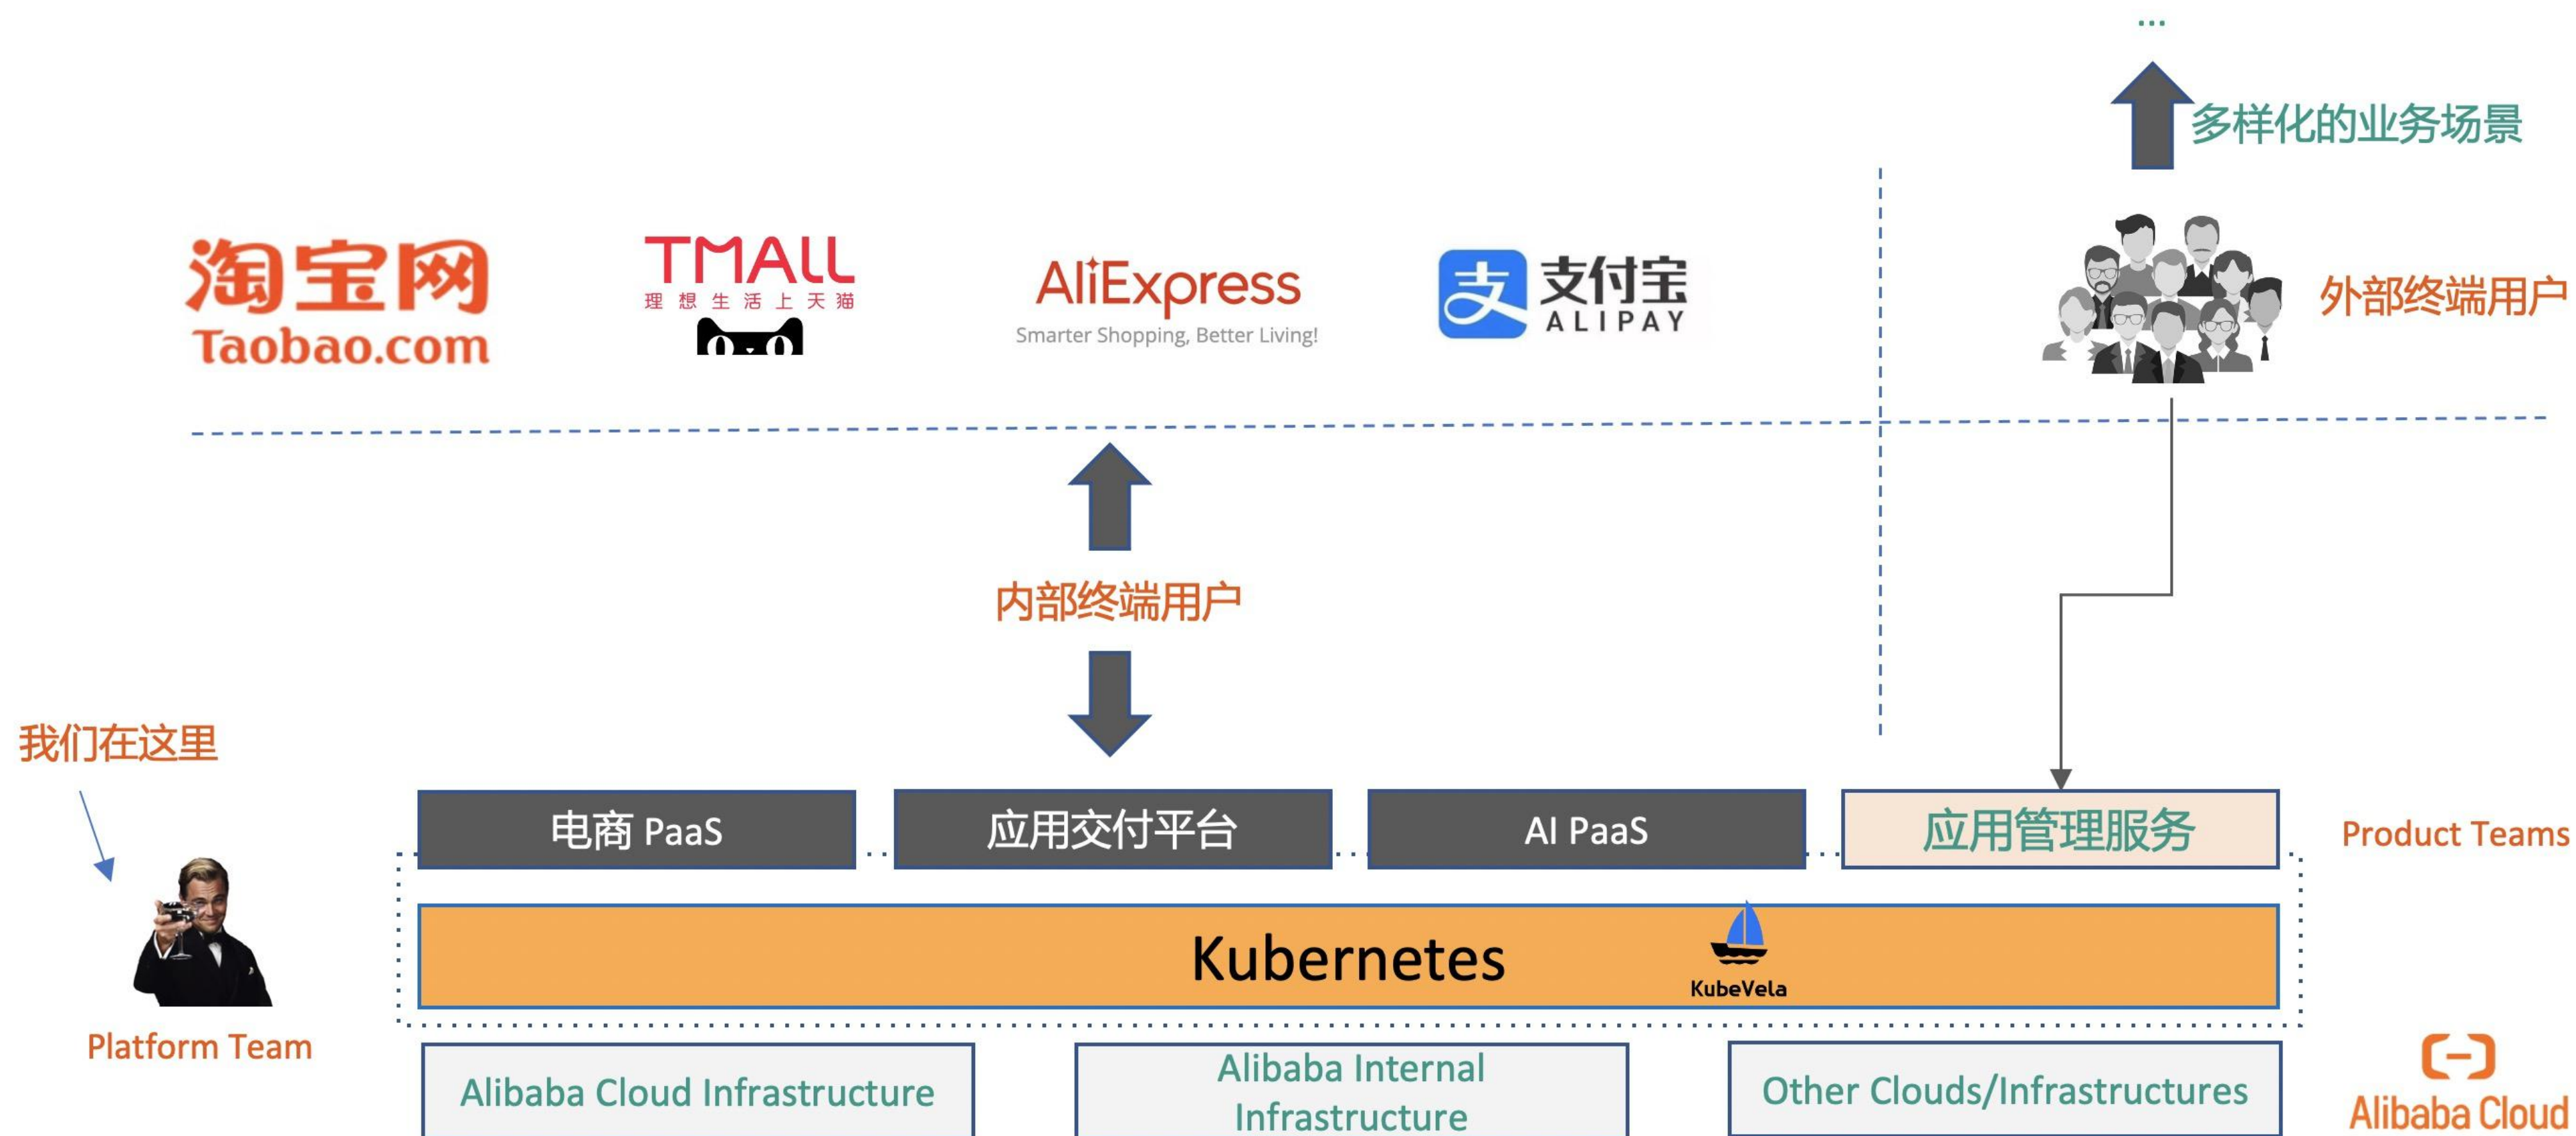 ...
多样化的业务场景
淘宝网
Taobao.com
TMALL
理想生活上天猫
AliExpress
Smarter Shopping, Better Living!
支
支付宝
ALIPAY
外部终端用户
内部终端用户
我们在这里
电商 PaaS
应用交付平台
AI PaaS
应用管理服务
Product Teams
Kubernetes
KubeVela
Platform Team
Alibaba Cloud Infrastructure
Alibaba Internal
Infrastructure
Other Clouds/Infrastructures
Alibaba Cloud